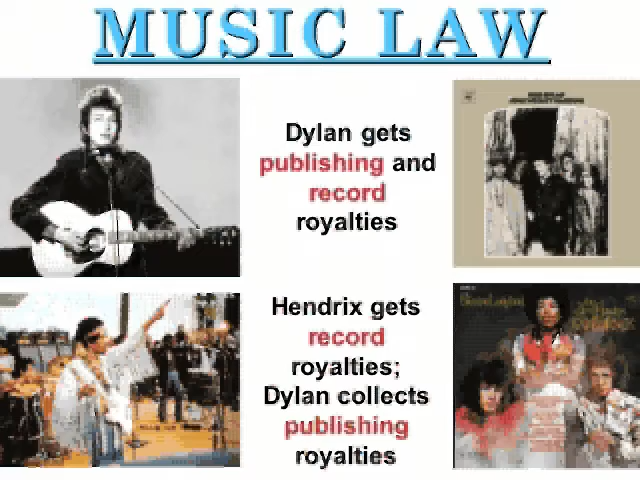 MUSIC LAW
Dylan gets
publishing and
record
royalties
Hendrix gets
record
royalties;
Dylan collects
publishing
royalties